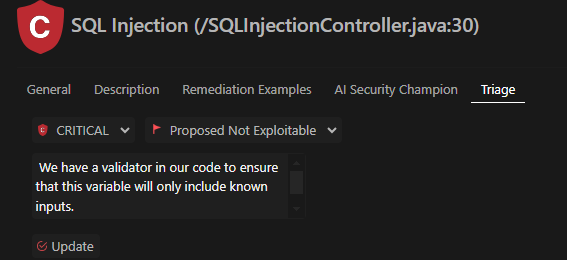 C
SQL Injection (/SQLInjectionController.java:30)
General Description Remediation Examples AI Security Champion Triage
C CRITICAL Proposed Not Exploitable
We have a validator in our code to ensure
that this variable will only include known
inputs.
Update